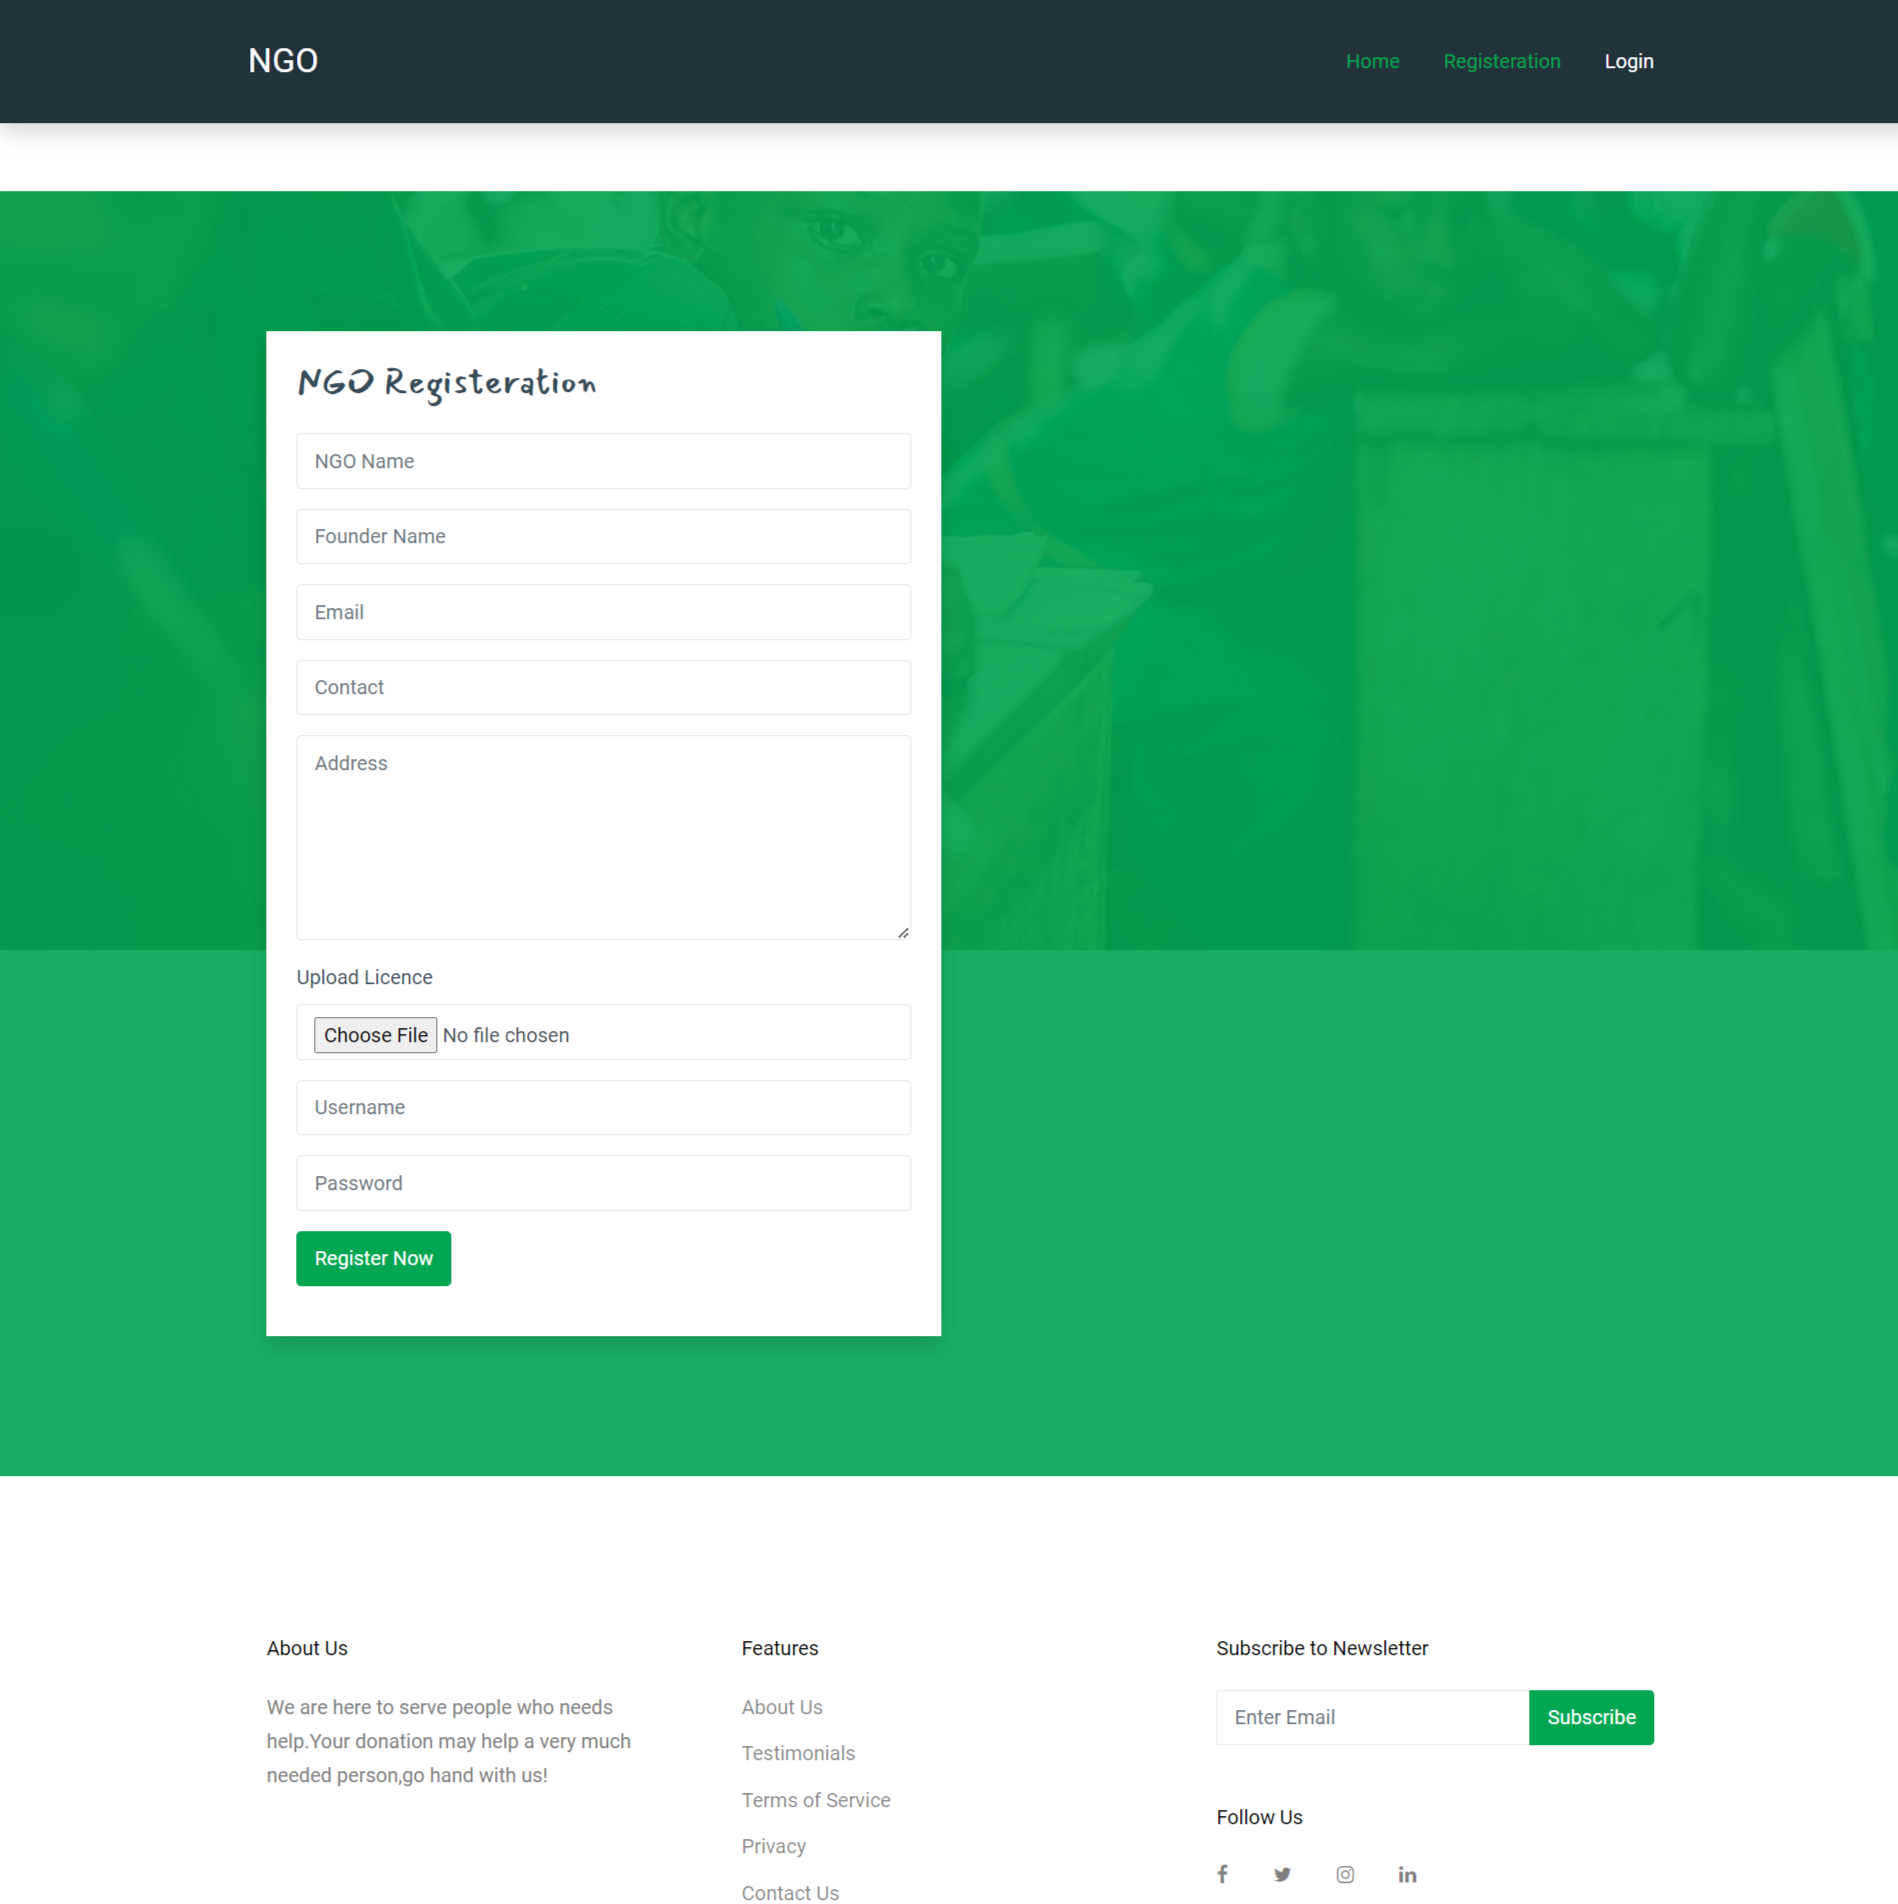 NGO
Home Registeration Login
NGO Registeration
NGO Name
Founder Name
Email
Contact
Address
Upload Licence
Choose File No file chosen
Username
Password
Register Now
About Us
We are here to serve people who needs
help.Your donation may help a very much
needed person,go hand with us!
Features
About Us
Testimonials
Terms of Service
Privacy
Contact Us
Subscribe to Newsletter
Enter Email Subscribe
Follow Us